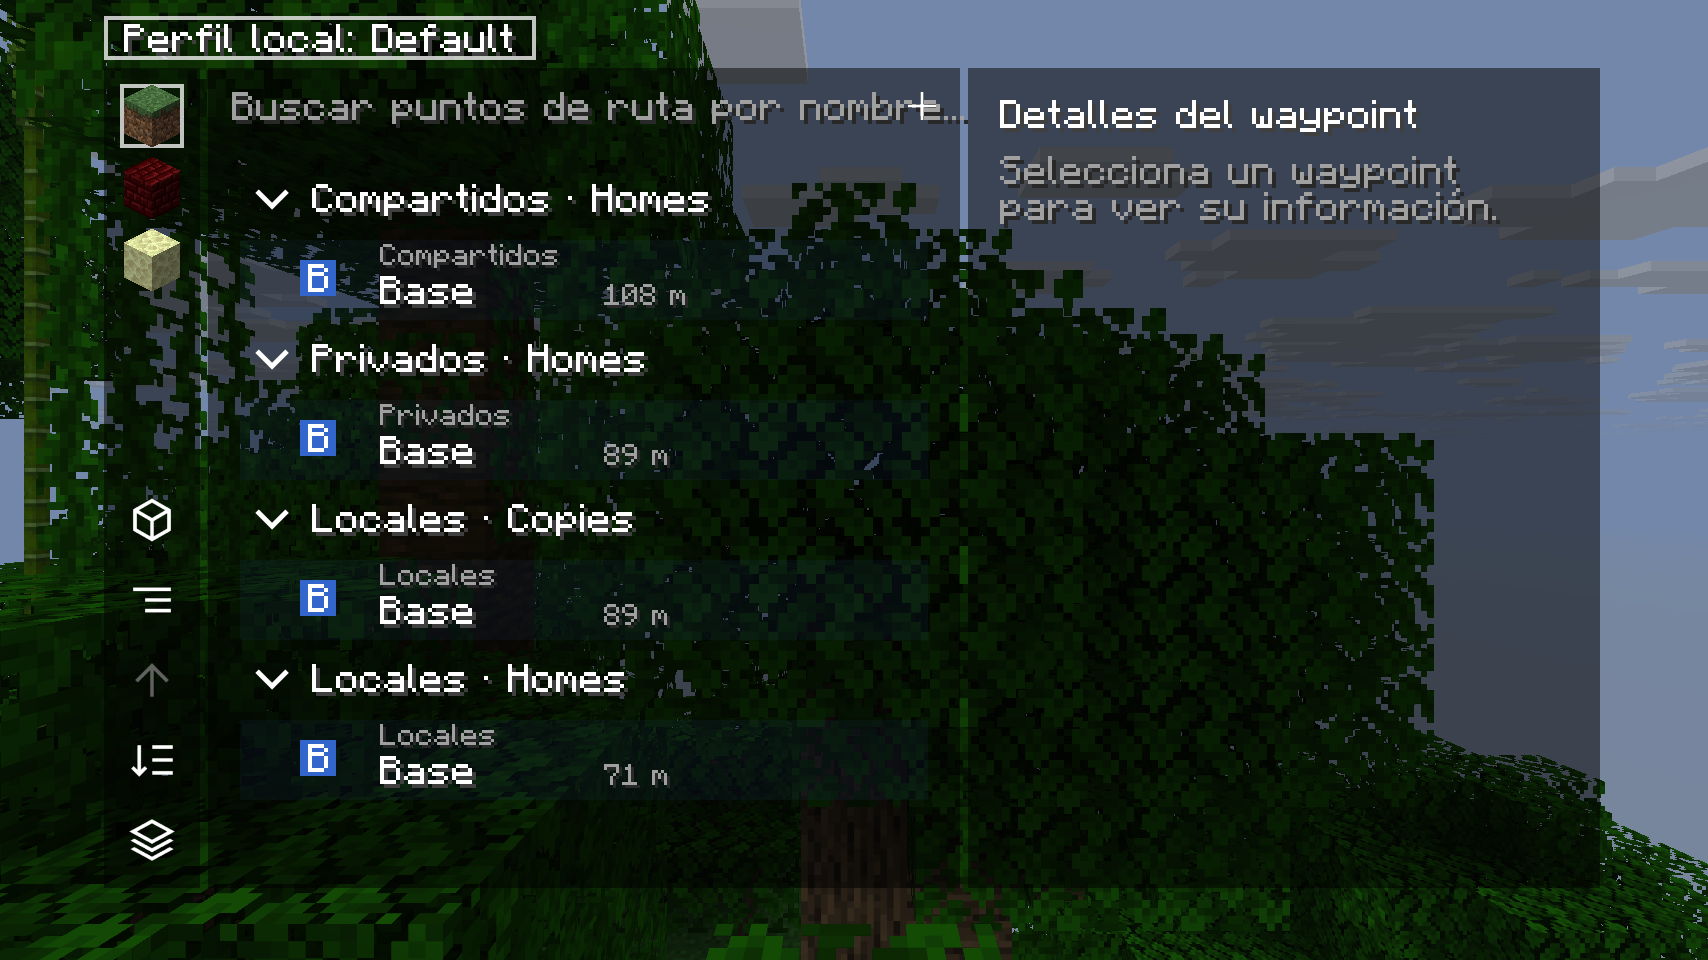 Perfil local: Default
Buscar puntos de ruta por nombre...
Compartidos · Homes
Compartidos
B Base 108 m
Privados · Homes
Privados
B Base 89 m
Locales · Copies
Locales
B Base 89 m
Locales · Homes
Locales
B Base 71 m
Detalles del waypoint
Selecciona un waypoint
para ver su información.